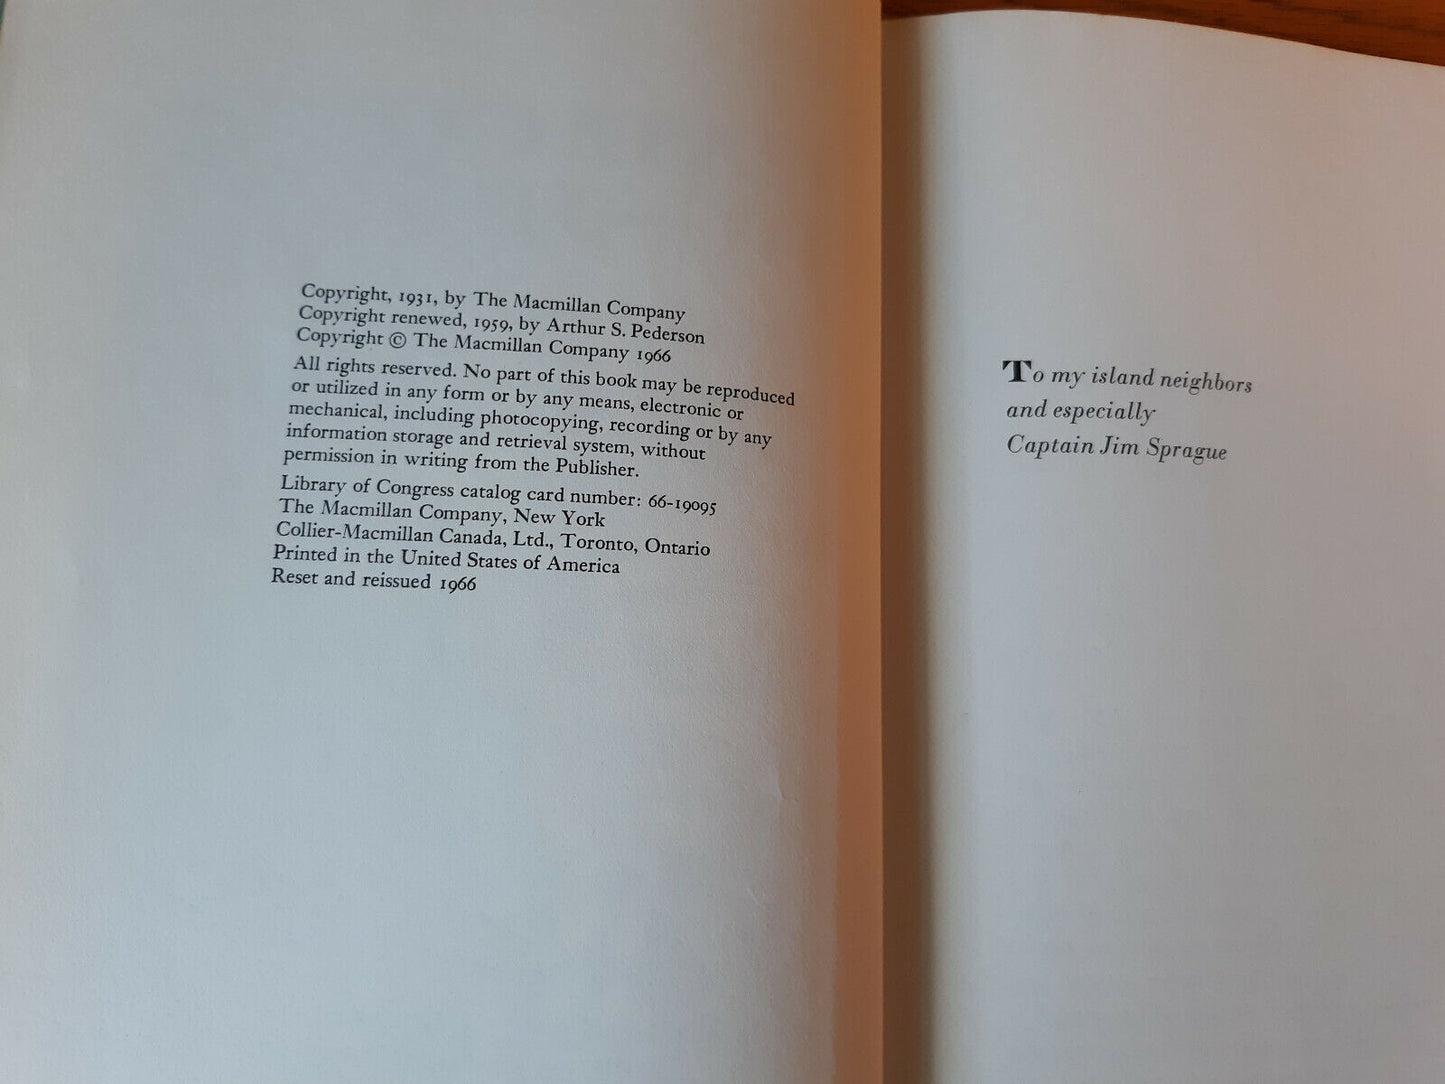 Copyright, 1931, by The Macmillan Company
Copyright renewed, 1959, by Arthur S. Pederson
Copyright © The Macmillan Company 1966
All rights reserved. No part of this book may be reproduced
or utilized in any form or by any means, electronic or
mechanical, including photocopying, recording or by any
information storage and retrieval system, without
permission in writing from the Publisher.
Library of Congress catalog card number: 66-19095
The Macmillan Company, New York
Collier-Macmillan Canada, Ltd., Toronto, Ontario
Printed in the United States of America
Reset and reissued 1966
To my island neighbors
and especially
Captain Jim Sprague